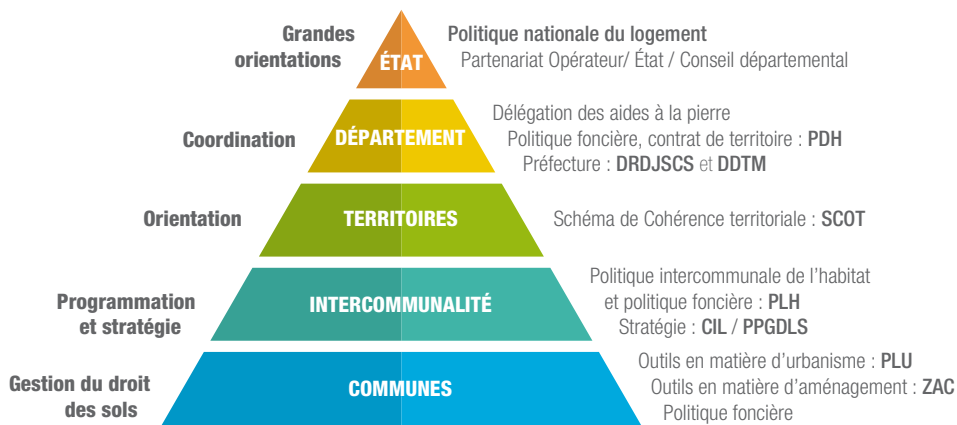 Grandes
orientations
ÉTAT
Politique nationale du logement
Partenariat Opérateur/ État / Conseil départemental
Coordination
DÉPARTEMENT
Délégation des aides à la pierre
Politique foncière, contrat de territoire : PDH
Préfecture : DRDJSCS et DDTM
Orientation
TERRITOIRES
Schéma de Cohérence territoriale : SCOT
Programmation
et stratégie
INTERCOMMUNALITÉ
Politique intercommunale de l'habitat
et politique foncière : PLH
Stratégie : CIL / PPGDLS
Gestion du droit
des sols
COMMUNES
Outils en matière d'urbanisme : PLU
Outils en matière d'aménagement : ZAC
Politique foncière